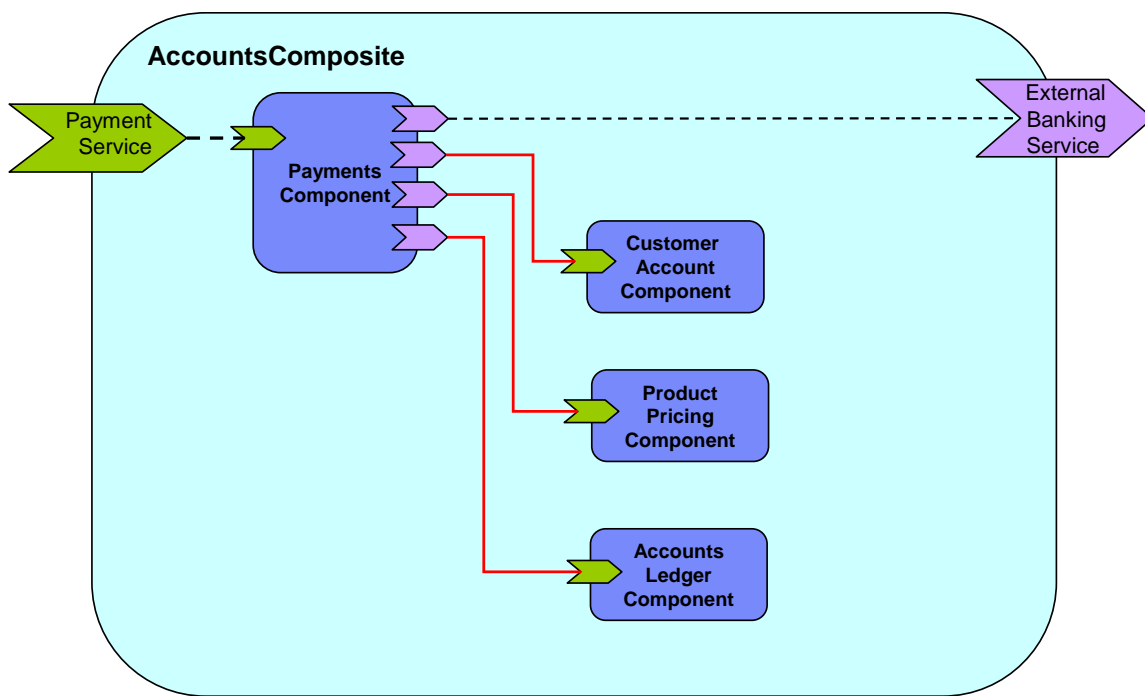 AccountsComposite
Payment
Service
Payments
Component
External
Banking
Service
Customer
Account
Component
Product
Pricing
Component
Accounts
Ledger
Component